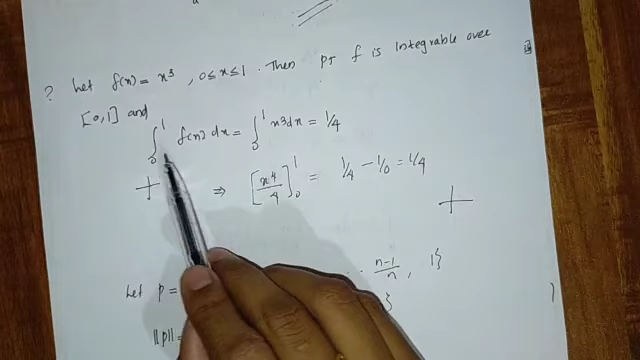 ? Let f(x) = x³ , 0 ≤ x ≤ 1 . Then PT f is integrable over
[0,1] and
∫₀¹ f(x) dx = ∫₀¹ x³dx = 1/4
⇒ [x⁴/4]₀¹ = 1/4 - 1/0 = 1/4
Let P = . n-1/n , 1}
}
||P|| =